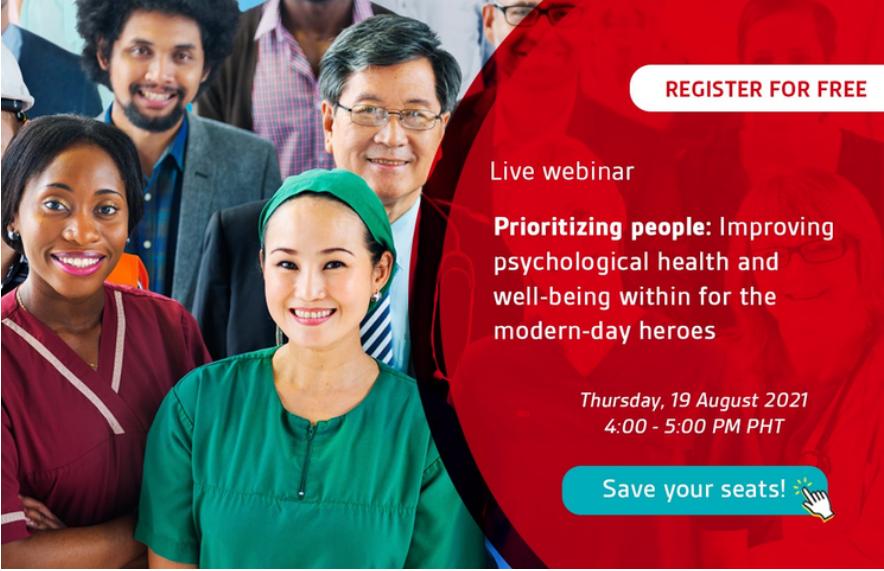 REGISTER FOR FREE
Live webinar
Prioritizing people: Improving
psychological health and
well-being within for the
modern-day heroes
Thursday, 19 August 2021
4:00 - 5:00 PM PHT
Save your seats!